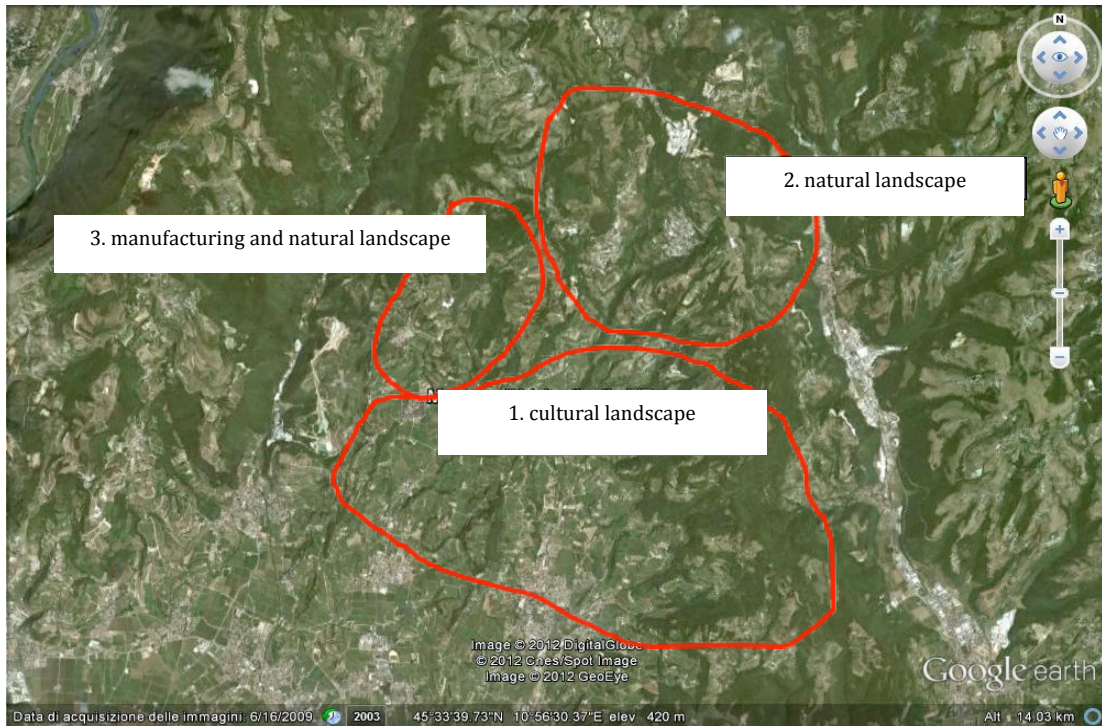 N
2. natural landscape
3. manufacturing and natural landscape
1. cultural landscape
Image © 2012 DigitalGlobe
© 2012 Cnes/Spot Image
Image © 2012 GeoEye
Google earth
Data di acquisizione delle immagini: 6/16/2009 2003 45°33'39.73"N 10°56'30.37"E elev 420 m Alt 14.03 km